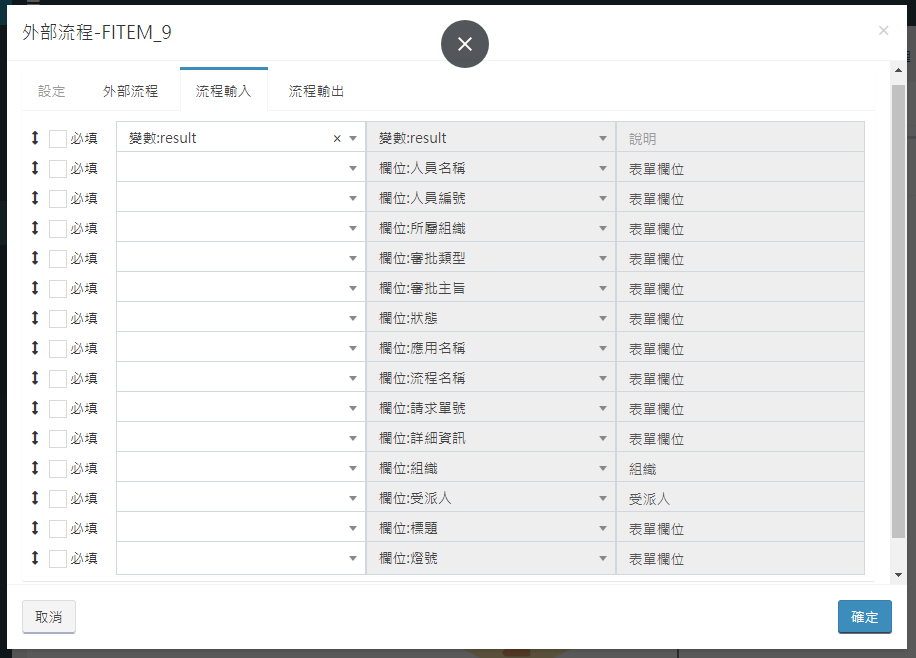 外部流程-FITEM_9
設定 外部流程 流程輸入 流程輸出
必填 變數:result × 變數:result 說明
必填 欄位:人員名稱 表單欄位
必填 欄位:人員編號 表單欄位
必填 欄位:所屬組織 表單欄位
必填 欄位:審批類型 表單欄位
必填 欄位:審批主旨 表單欄位
必填 欄位:狀態 表單欄位
必填 欄位:應用名稱 表單欄位
必填 欄位:流程名稱 表單欄位
必填 欄位:請求單號 表單欄位
必填 欄位:詳細資訊 表單欄位
必填 欄位:組織 組織
必填 欄位:受派人 受派人
必填 欄位:標題 表單欄位
必填 欄位:燈號 表單欄位
取消 確定